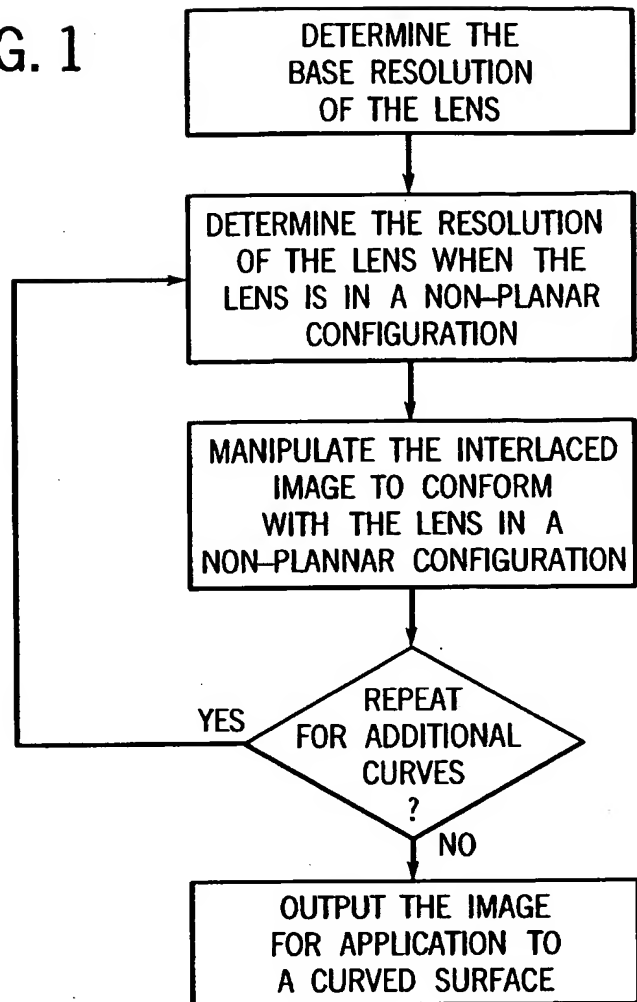 G. 1
DETERMINE THE
BASE RESOLUTION
OF THE LENS
DETERMINE THE RESOLUTION
OF THE LENS WHEN THE
LENS IS IN A NON–PLANAR
CONFIGURATION
MANIPULATE THE INTERLACED
IMAGE TO CONFORM
WITH THE LENS IN A
NON–PLANNAR CONFIGURATION
REPEAT
FOR ADDITIONAL
CURVES
?
YES
NO
OUTPUT THE IMAGE
FOR APPLICATION TO
A CURVED SURFACE